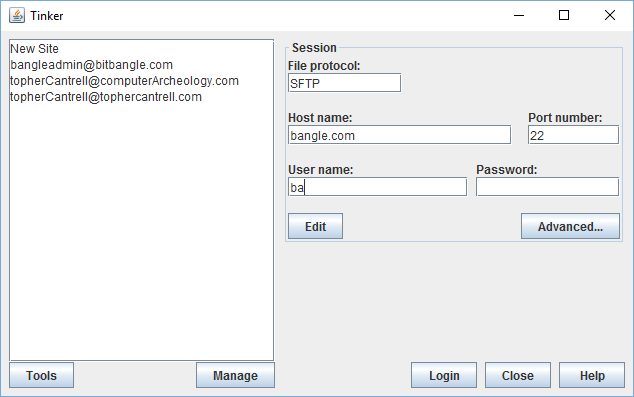 Tinker
New Site
bangleadmin@bitbangle.com
topherCantrell@computerArcheology.com
topherCantrell@tophercantrell.com
Session
File protocol:
SFTP
Host name: Port number:
bangle.com 22
User name: Password:
ba
Edit Advanced...
Tools Manage Login Close Help